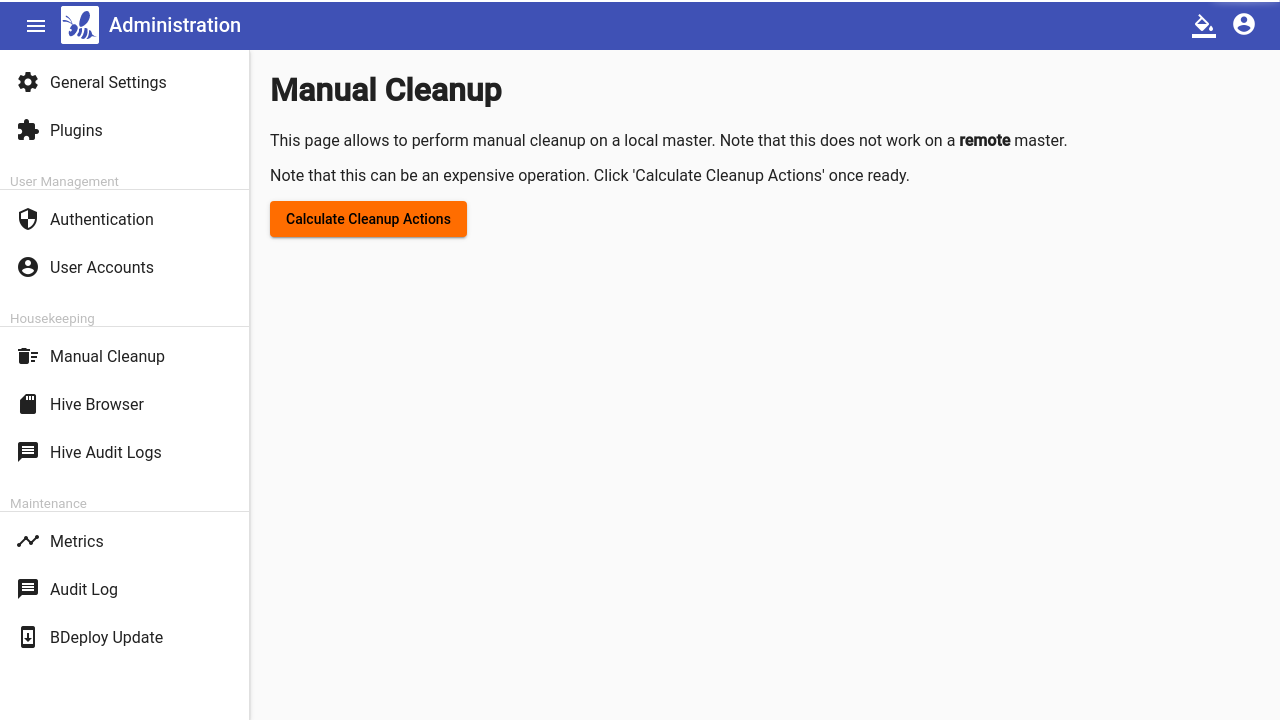 Administration
General Settings
Plugins
User Management
Authentication
User Accounts
Housekeeping
Manual Cleanup
Hive Browser
Hive Audit Logs
Maintenance
Metrics
Audit Log
BDeploy Update
Manual Cleanup
This page allows to perform manual cleanup on a local master. Note that this does not work on a remote master.
Note that this can be an expensive operation. Click 'Calculate Cleanup Actions' once ready.
Calculate Cleanup Actions